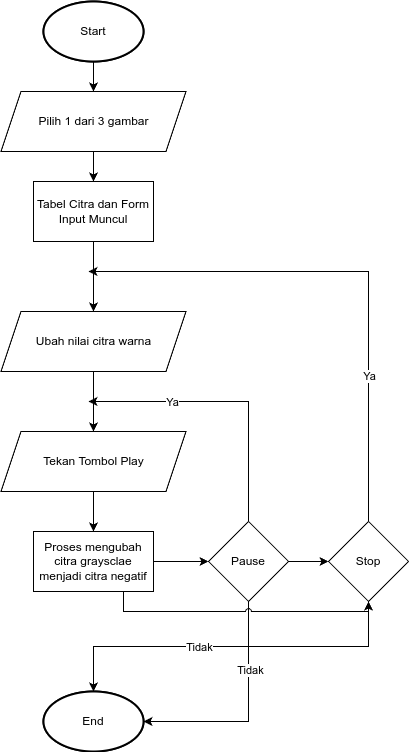 Start
Pilih 1 dari 3 gambar
Tabel Citra dan Form
Input Muncul
Ubah nilai citra warna
Ya
Ya
Tekan Tombol Play
Proses mengubah
citra graysclae
menjadi citra negatif
Pause
Stop
Tidak
Tidak
End